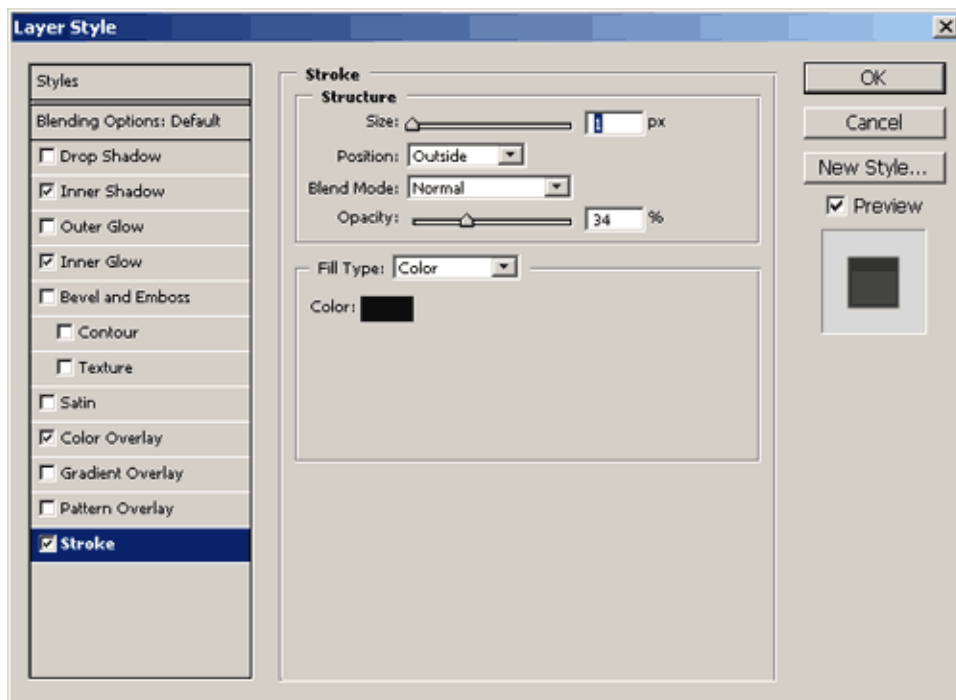 Layer Style
Styles
Blending Options: Default
Drop Shadow
Inner Shadow
Outer Glow
Inner Glow
Bevel and Emboss
Contour
Texture
Satin
Color Overlay
Gradient Overlay
Pattern Overlay
Stroke
Stroke
Structure
Size: 1 px
Position: Outside
Blend Mode: Normal
Opacity: 34 %
Fill Type: Color
Color:
OK
Cancel
New Style...
Preview